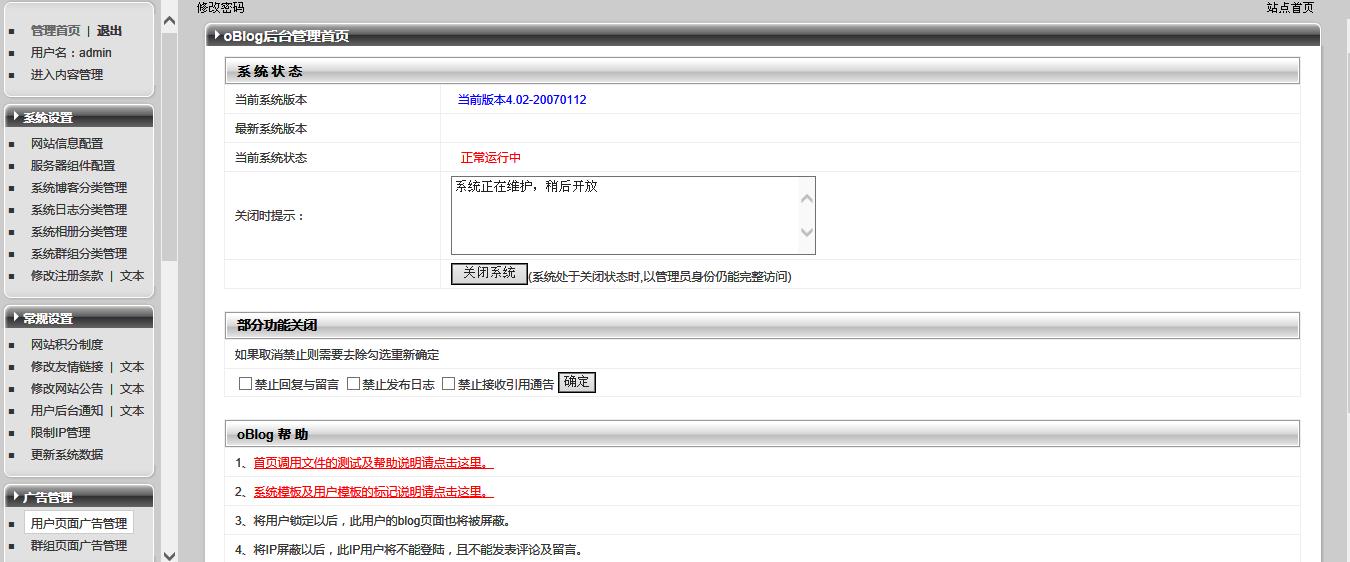 修改密码
站点首页
管理首页 | 退出
用户名：admin
进入内容管理
系统设置
网站信息配置
服务器组件配置
系统博客分类管理
系统日志分类管理
系统相册分类管理
系统群组分类管理
修改注册条款 | 文本
常规设置
网站积分制度
修改友情链接 | 文本
修改网站公告 | 文本
用户后台通知 | 文本
限制IP管理
更新系统数据
广告管理
用户页面广告管理
群组页面广告管理
oBlog后台管理首页
系 统 状 态
当前系统版本 当前版本4.02-20070112
最新系统版本
当前系统状态 正常运行中
关闭时提示： 系统正在维护，稍后开放
关闭系统 (系统处于关闭状态时,以管理员身份仍能完整访问)
部分功能关闭
如果取消禁止则需要去除勾选重新确定
禁止回复与留言 禁止发布日志 禁止接收引用通告 确定
oBlog 帮 助
1、首页调用文件的测试及帮助说明请点击这里。
2、系统模板及用户模板的标记说明请点击这里。
3、将用户锁定以后，此用户的blog页面也将被屏蔽。
4、将IP屏蔽以后，此IP用户将不能登陆，且不能发表评论及留言。